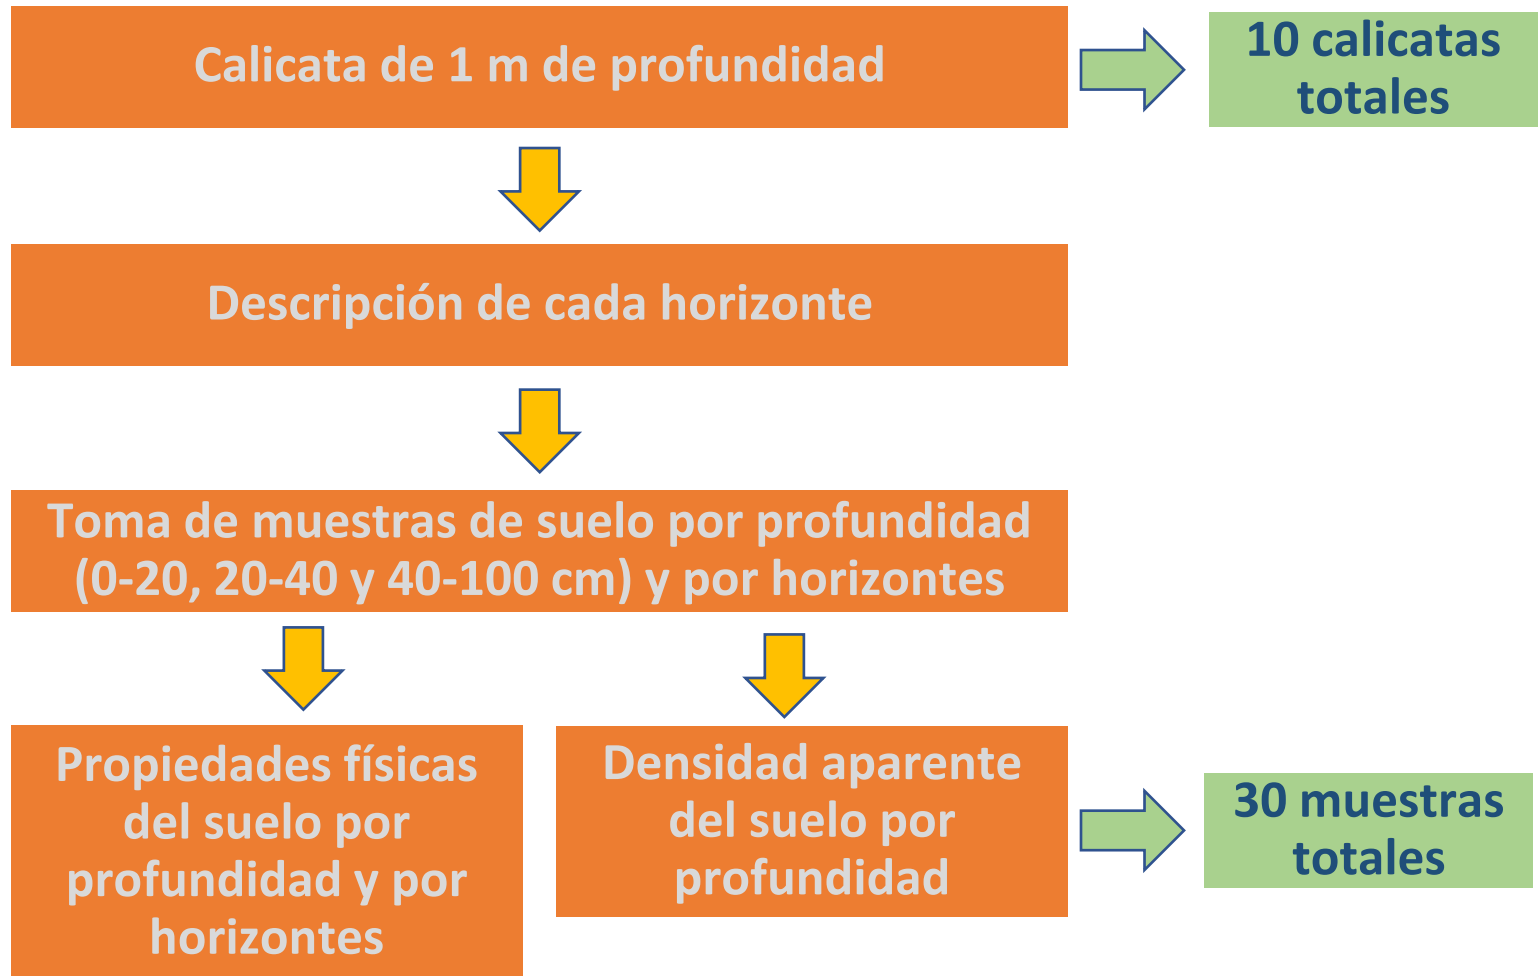 Calicata de 1 m de profundidad
10 calicatas
totales
Descripción de cada horizonte
Toma de muestras de suelo por profundidad
(0-20, 20-40 y 40-100 cm) y por horizontes
Propiedades físicas
del suelo por
profundidad y por
horizontes
Densidad aparente
del suelo por
profundidad
30 muestras
totales